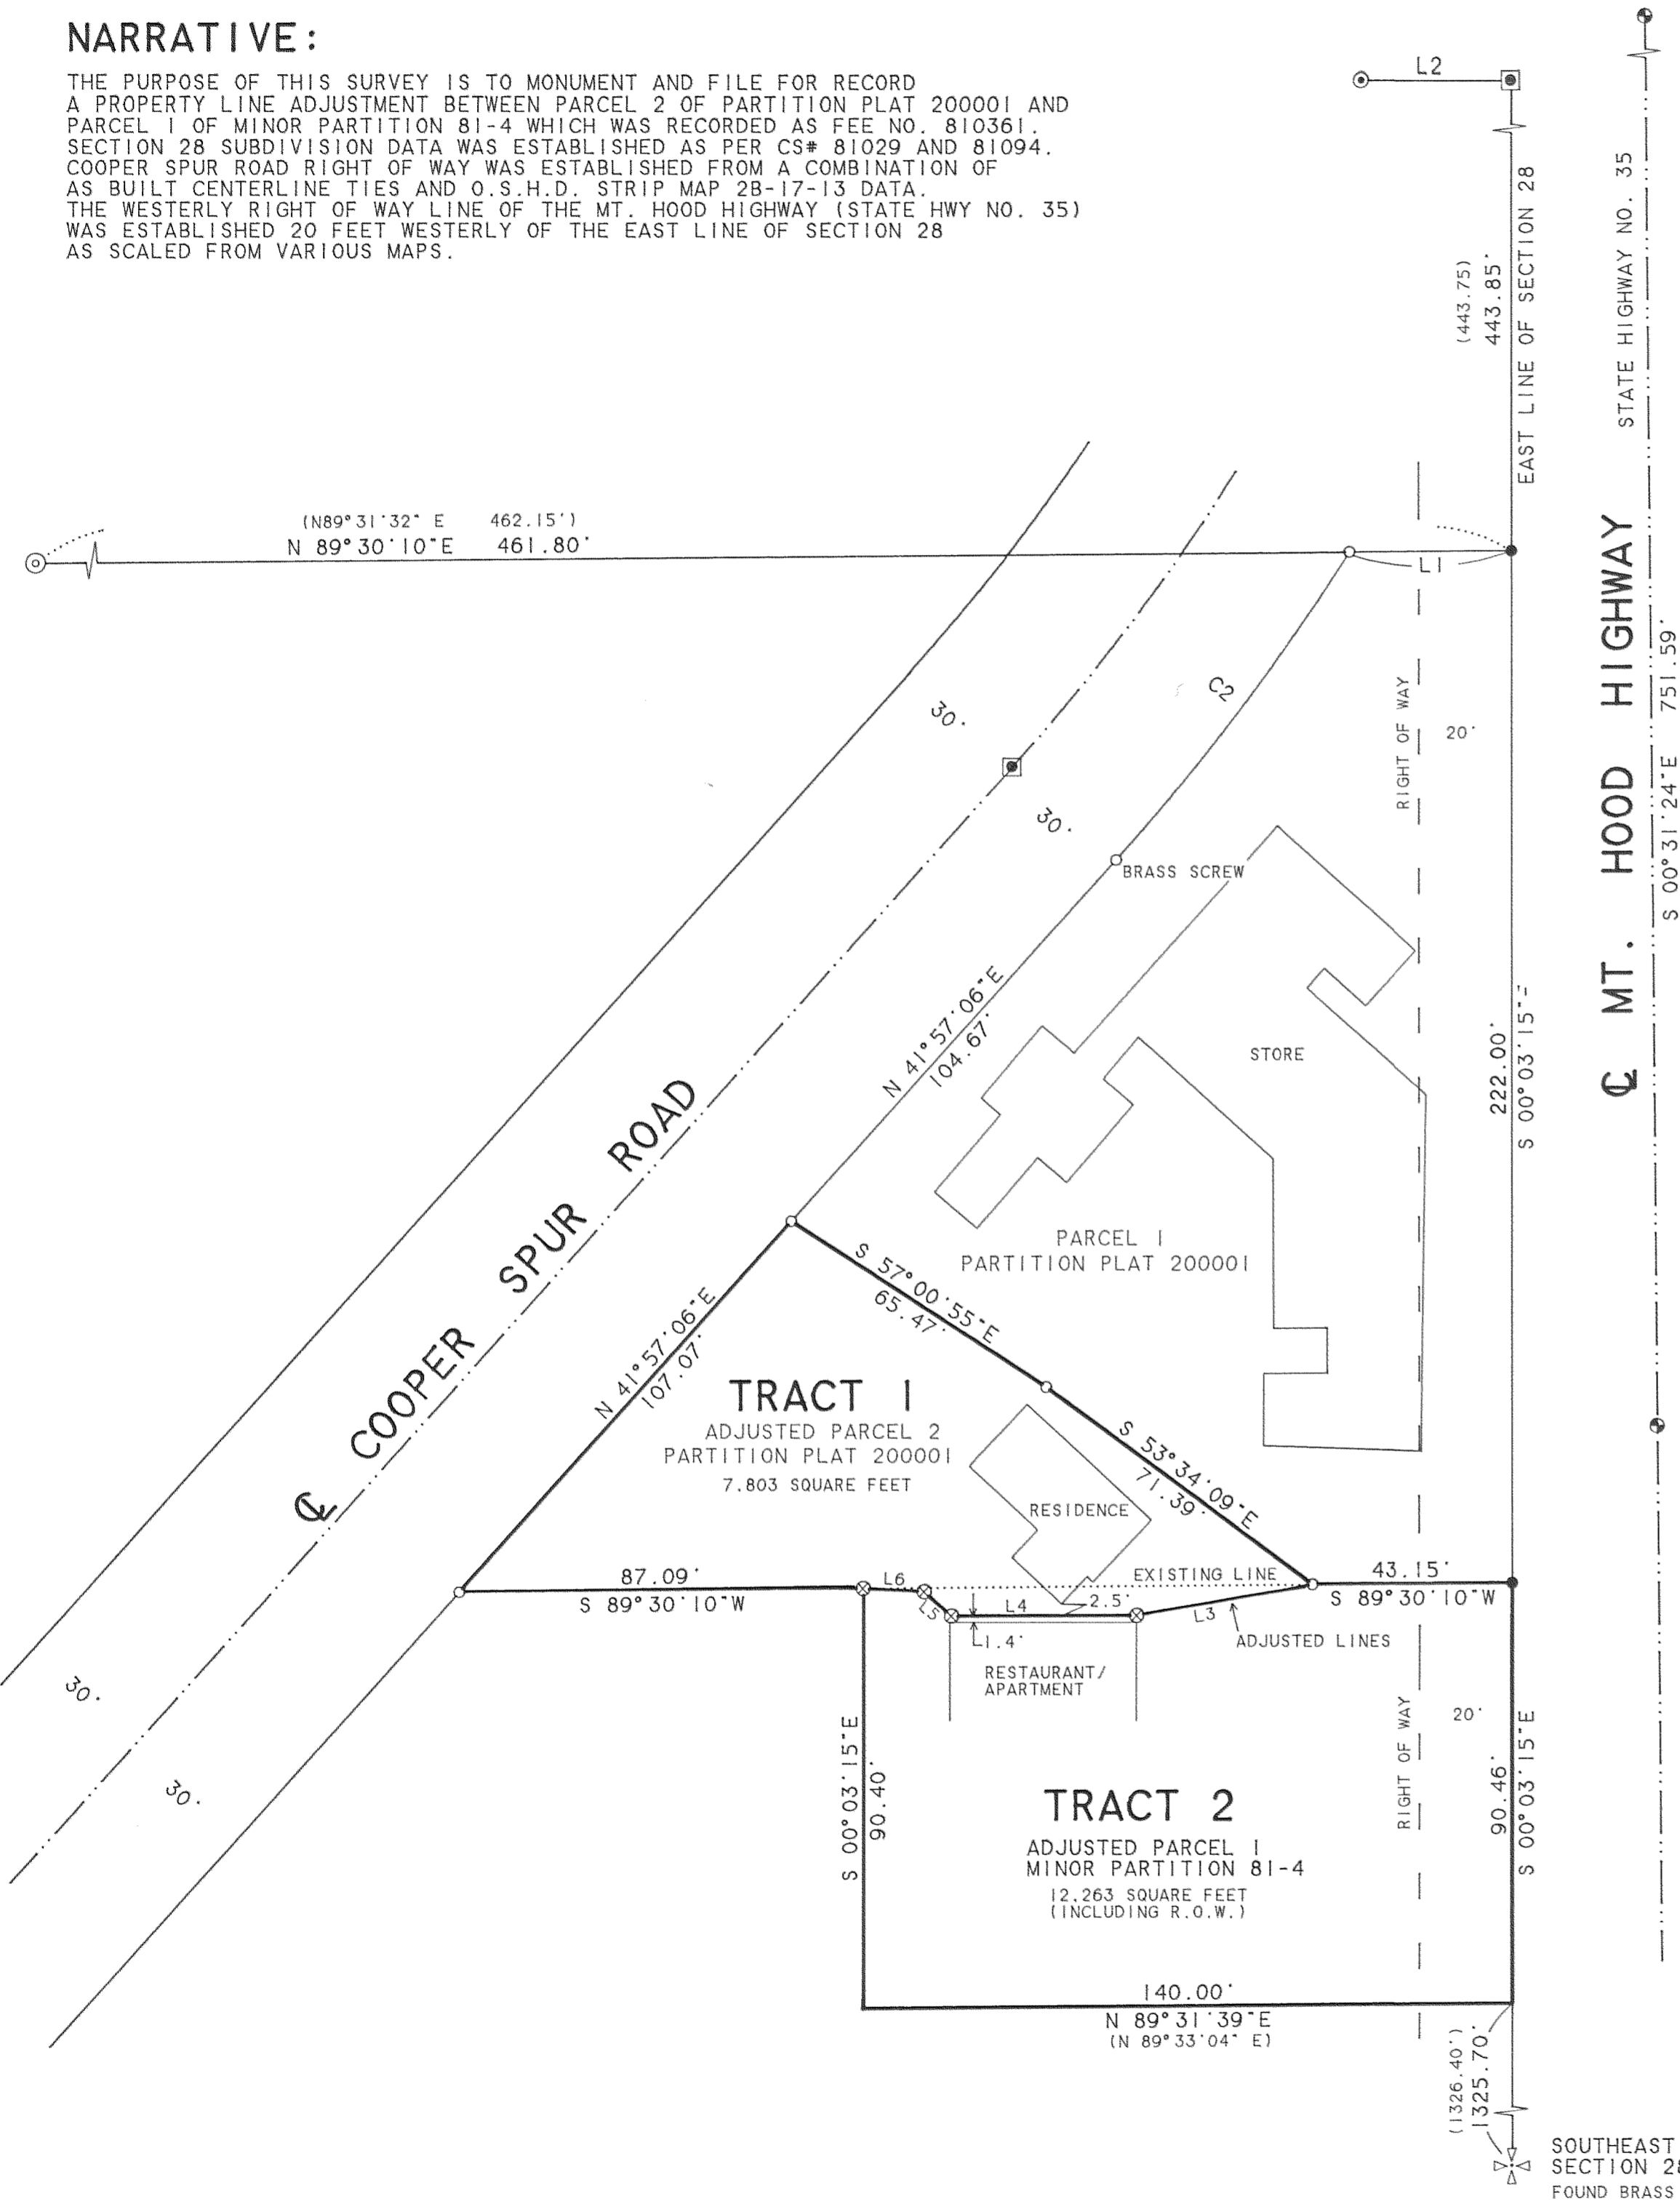 NARRATIVE:
THE PURPOSE OF THIS SURVEY IS TO MONUMENT AND FILE FOR RECORD
A PROPERTY LINE ADJUSTMENT BETWEEN PARCEL 2 OF PARTITION PLAT 200001 AND
PARCEL 1 OF MINOR PARTITION 81-4 WHICH WAS RECORDED AS FEE NO. 810361.
SECTION 28 SUBDIVISION DATA WAS ESTABLISHED AS PER CS# 81029 AND 81094.
COOPER SPUR ROAD RIGHT OF WAY WAS ESTABLISHED FROM A COMBINATION OF
AS BUILT CENTERLINE TIES AND O.S.H.D. STRIP MAP 2B-17-13 DATA.
THE WESTERLY RIGHT OF WAY LINE OF THE MT. HOOD HIGHWAY (STATE HWY NO. 35)
WAS ESTABLISHED 20 FEET WESTERLY OF THE EAST LINE OF SECTION 28
AS SCALED FROM VARIOUS MAPS.
L2
(443.75)
443.85'
EAST LINE OF SECTION 28
STATE HIGHWAY NO. 35
(N89°31'32" E 462.15')
N 89°30'10"E 461.80'
L1
C2
30'
30'
RIGHT OF WAY
20'
℄ MT. HOOD HIGHWAY
S 00°31'24"E 751.59'
BRASS SCREW
N 41°57'06"E
104.67'
STORE
222.00'
S 00°03'15"
℄ COOPER SPUR ROAD
PARCEL 1
PARTITION PLAT 200001
S 57°00'55"E
65.47'
N 41°57'06"E
107.07'
TRACT 1
ADJUSTED PARCEL 2
PARTITION PLAT 200001
7,803 SQUARE FEET
S 53°34'09"E
71.39'
RESIDENCE
EXISTING LINE
87.09'
S 89°30'10"W
L6
L5
L4
2.5'
L3
43.15'
S 89°30'10"W
1.4'
ADJUSTED LINES
RESTAURANT/
APARTMENT
30'
30'
S 00°03'15"E
90.40'
RIGHT OF WAY
20'
90.46'
S 00°03'15"E
TRACT 2
ADJUSTED PARCEL 1
MINOR PARTITION 81-4
12,263 SQUARE FEET
(INCLUDING R.O.W.)
140.00'
N 89°31'39"E
(N 89°33'04" E)
(1326.40')
1325.70'
SOUTHEAST
SECTION 28
FOUND BRASS